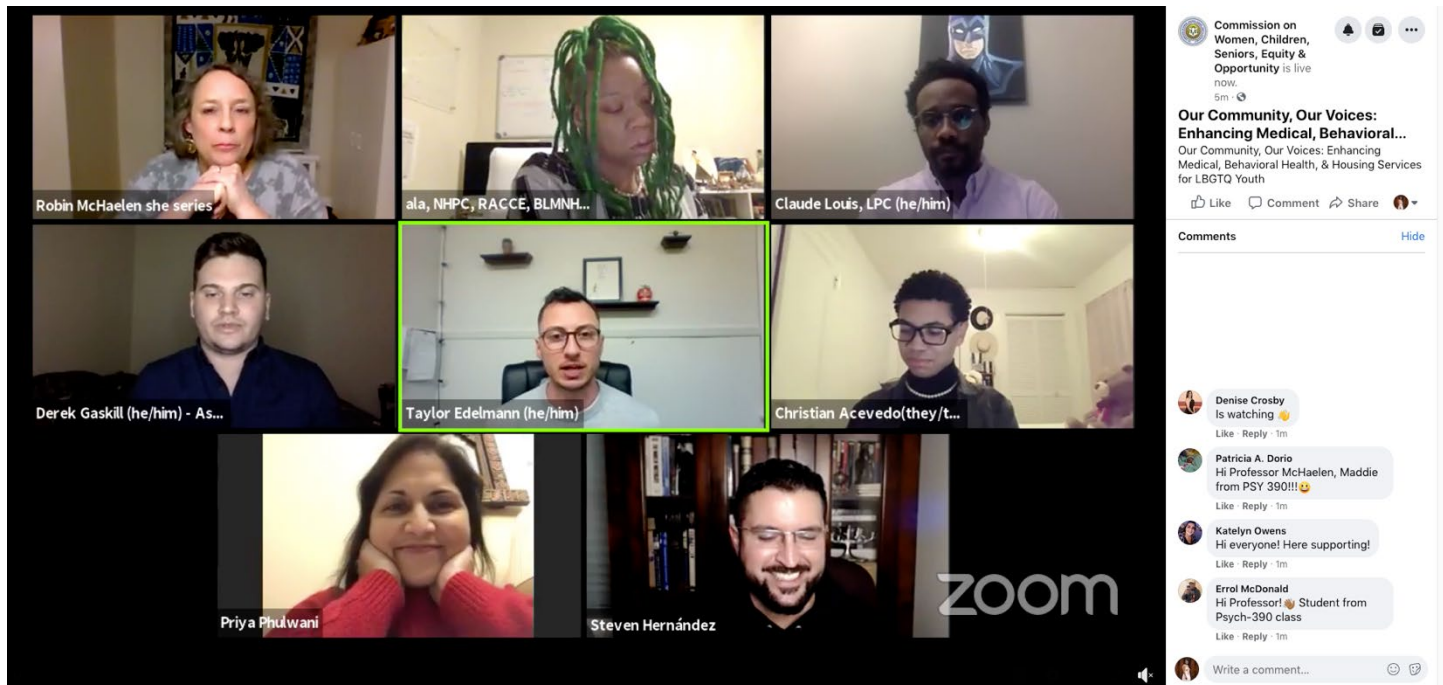 Robin McHaelen she series
ala, NHPC, RACCE, BLMNH...
Claude Louis, LPC (he/him)
Derek Gaskill (he/him) - As...
Taylor Edelmann (he/him)
Christian Acevedo(they/t...
Priya Phulwani
Steven Hernández
zoom
Commission on
Women, Children,
Seniors, Equity &
Opportunity is live
now.
5m ·
Our Community, Our Voices:
Enhancing Medical, Behavioral...
Our Community, Our Voices: Enhancing
Medical, Behavioral Health, & Housing Services
for LBGTQ Youth
Like Comment Share
Comments Hide
Denise Crosby
Is watching 👋
Like · Reply · 1m
Patricia A. Dorio
Hi Professor McHaelen, Maddie
from PSY 390!!!😃
Like · Reply · 1m
Katelyn Owens
Hi everyone! Here supporting!
Like · Reply · 1m
Errol McDonald
Hi Professor!👋🏽 Student from
Psych-390 class
Like · Reply · 1m
Write a comment...